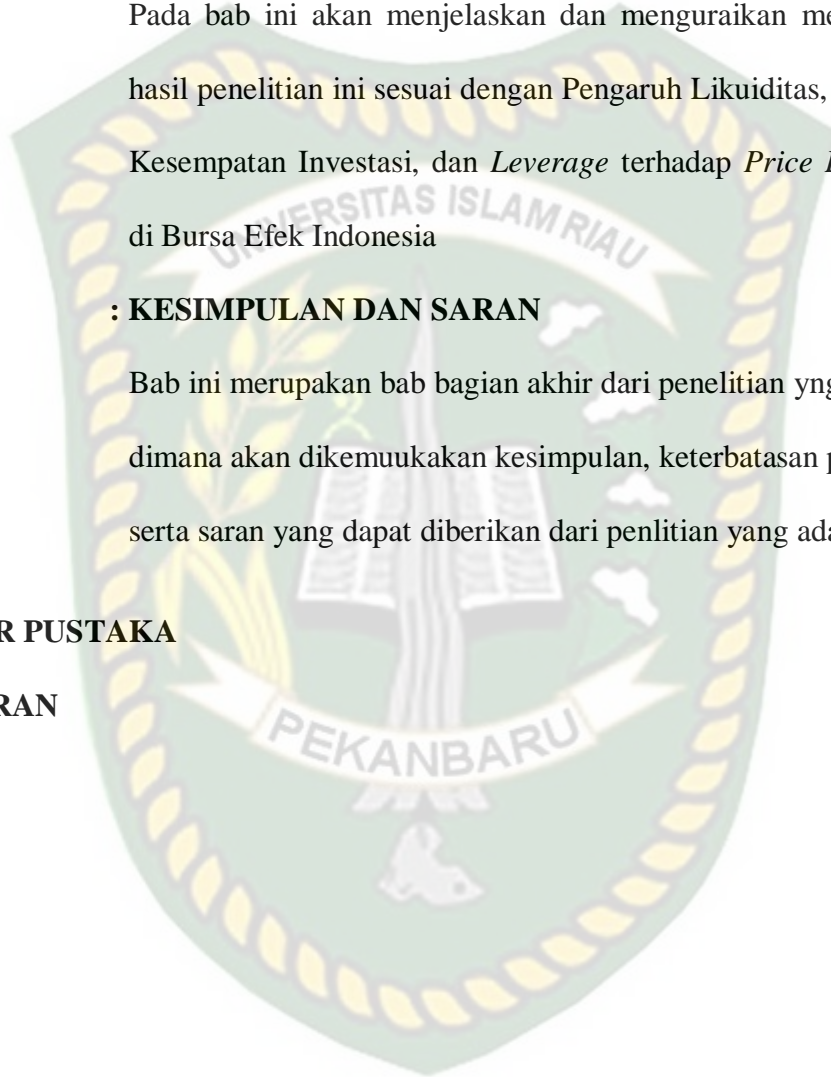 Pada bab ini akan menjelaskan dan menguraikan me
hasil penelitian ini sesuai dengan Pengaruh Likuiditas,
Kesempatan Investasi, dan Leverage terhadap Price
UNIVERSITAS ISLAM RIAU
di Bursa Efek Indonesia
: KESIMPULAN DAN SARAN
Bab ini merupakan bab bagian akhir dari penelitian yng
dimana akan dikemuukakan kesimpulan, keterbatasan p
serta saran yang dapat diberikan dari penlitian yang ada
R PUSTAKA
RAN
PEKANBARU